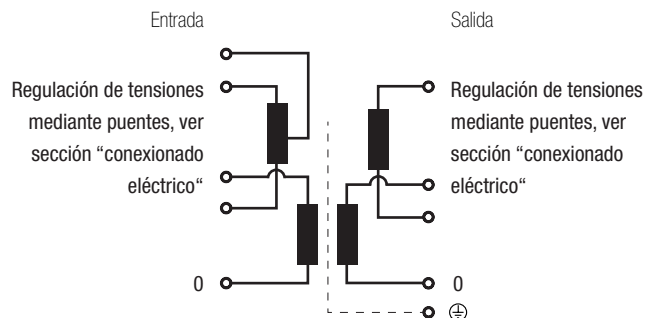 Entrada
Salida
Regulación de tensiones
mediante puentes, ver
sección “conexionado
eléctrico“
0
Regulación de tensiones
mediante puentes, ver
sección “conexionado
eléctrico“
0